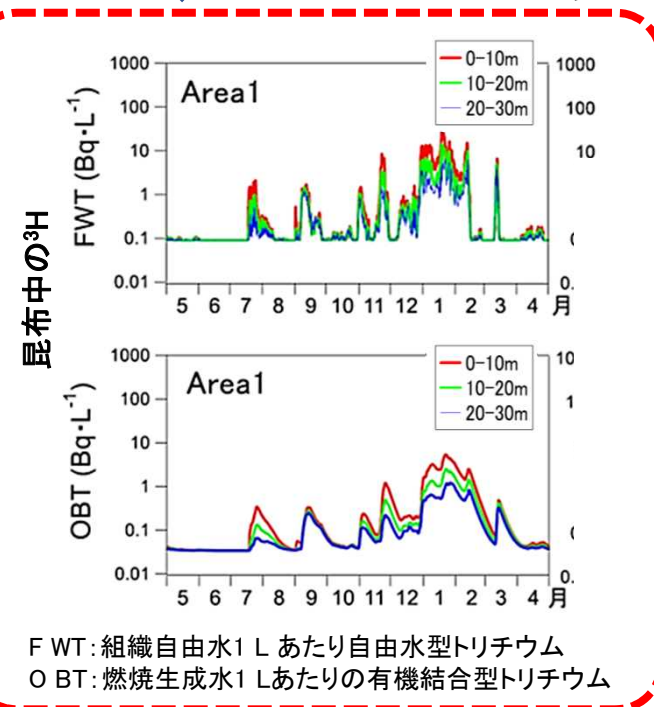 昆布中の³H
FWT (Bq·L⁻¹)
Area1
0-10m
10-20m
20-30m
1000
100
10
1
0.1
0.01
1000
100
10
0.
5 6 7 8 9 10 11 12 1 2 3 4 月
OBT (Bq·L⁻¹)
Area1
0-10m
10-20m
20-30m
1000
100
10
1
0.1
0.01
10
1
0.
5 6 7 8 9 10 11 12 1 2 3 4 月
F WT:組織自由水1 L あたり自由水型トリチウム
O BT:燃焼生成水1 Lあたりの有機結合型トリチウム